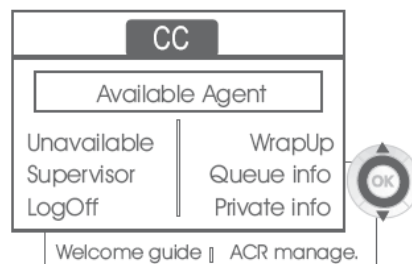 CC
Available Agent
Unavailable WrapUp
Supervisor Queue info
LogOff Private info
OK
Welcome guide ACR manage.